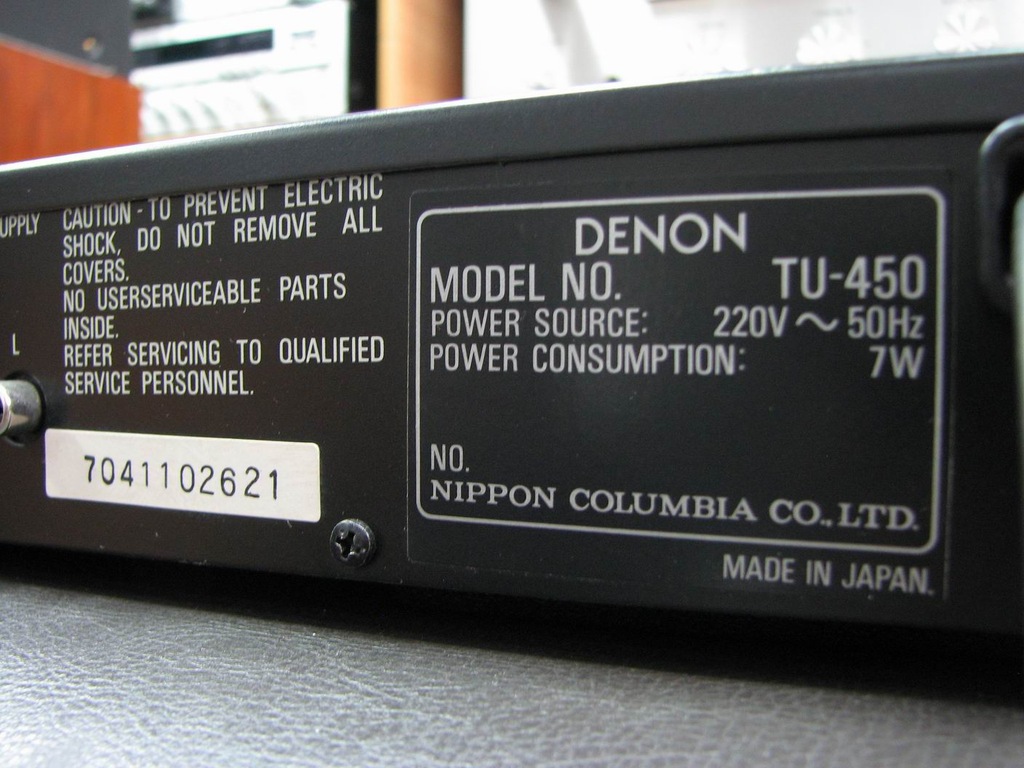 UPPLY
L
CAUTION - TO PREVENT ELECTRIC
SHOCK, DO NOT REMOVE ALL
COVERS.
NO USERSERVICEABLE PARTS
INSIDE.
REFER SERVICING TO QUALIFIED
SERVICE PERSONNEL.
7041102621
DENON
MODEL NO. TU-450
POWER SOURCE: 220V ~ 50Hz
POWER CONSUMPTION: 7W
NO.
NIPPON COLUMBIA CO., LTD.
MADE IN JAPAN.